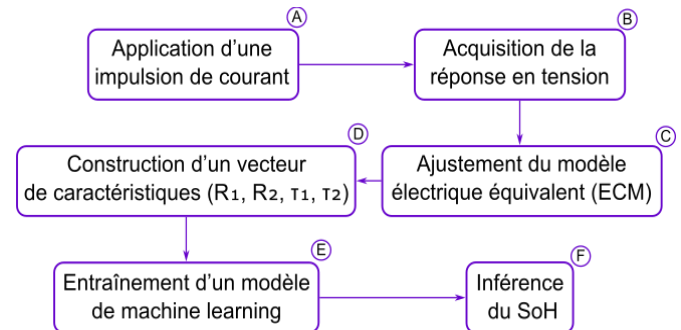 A
Application d'une
impulsion de courant
B
Acquisition de la
réponse en tension
C
Ajustement du modèle
électrique équivalent (ECM)
D
Construction d'un vecteur
de caractéristiques (R₁, R₂, τ₁, τ₂)
E
Entraînement d'un modèle
de machine learning
F
Inférence
du SoH